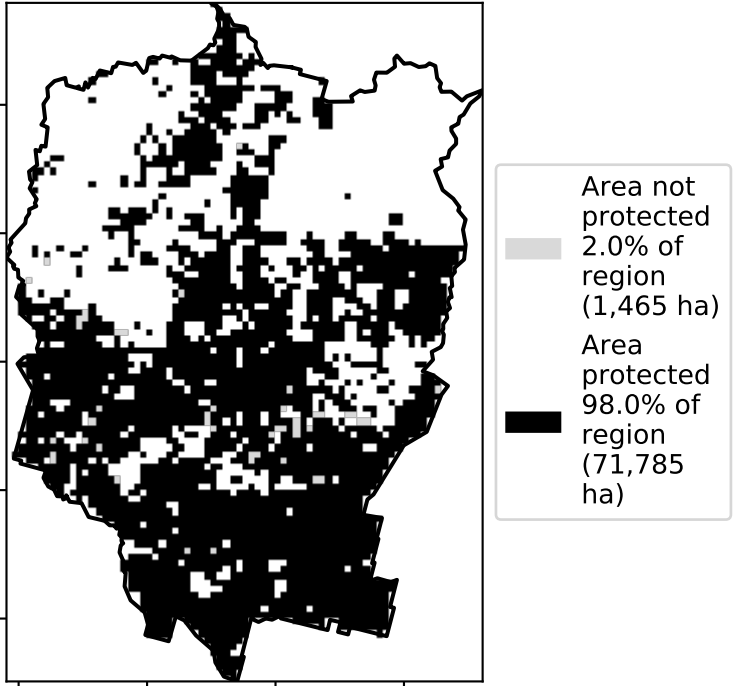 Area not
protected
2.0% of
region
(1,465 ha)
Area
protected
98.0% of
region
(71,785
ha)